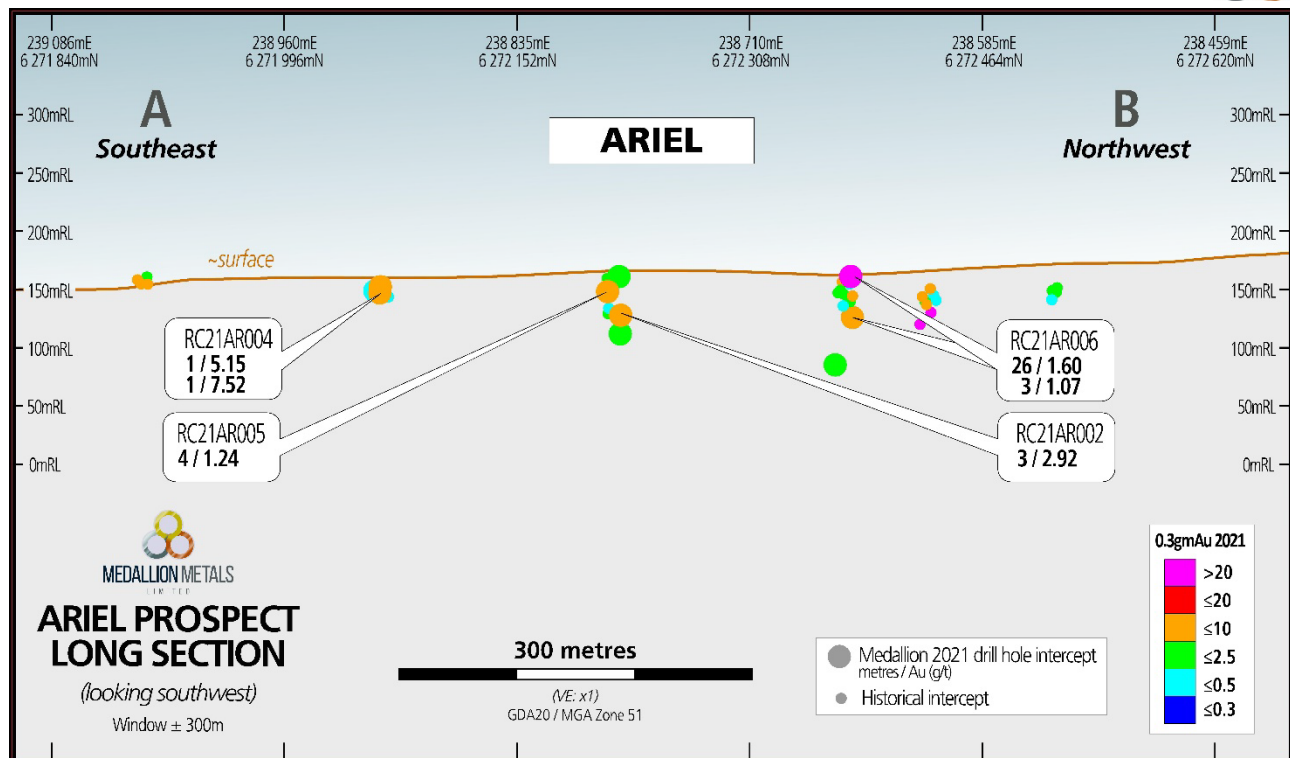 239 086mE
6 271 840mN
238 960mE
6 271 996mN
238 835mE
6 272 152mN
238 710mE
6 272 308mN
238 585mE
6 272 464mN
238 459mE
6 272 620mN
300mRL
250mRL
200mRL
150mRL
100mRL
50mRL
0mRL
A
Southeast
ARIEL
B
Northwest
300mRL
250mRL
200mRL
150mRL
100mRL
50mRL
0mRL
~surface
RC21AR004
1 / 5.15
1 / 7.52
RC21AR005
4 / 1.24
RC21AR006
26 / 1.60
3 / 1.07
RC21AR002
3 / 2.92
MEDALLION METALS
LIMITED
ARIEL PROSPECT
LONG SECTION
(looking southwest)
Window ± 300m
300 metres
(VE: x1)
GDA20 / MGA Zone 51
Medallion 2021 drill hole intercept
metres / Au (g/t)
Historical intercept
0.3gmAu 2021
>20
≤20
≤10
≤2.5
≤0.5
≤0.3